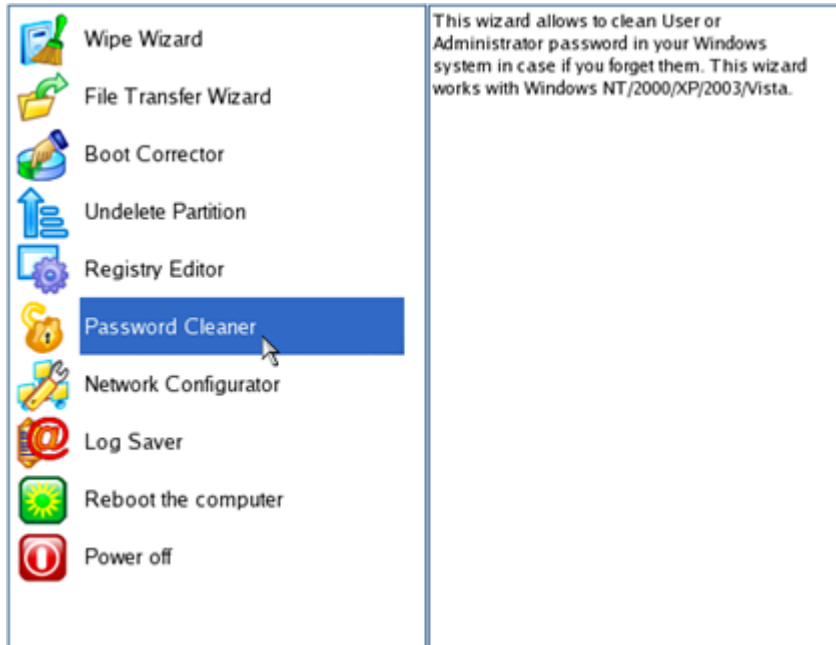 Wipe Wizard
File Transfer Wizard
Boot Corrector
Undelete Partition
Registry Editor
Password Cleaner
Network Configurator
Log Saver
Reboot the computer
Power off
This wizard allows to clean User or
Administrator password in your Windows
system in case if you forget them. This wizard
works with Windows NT/2000/XP/2003/Vista.